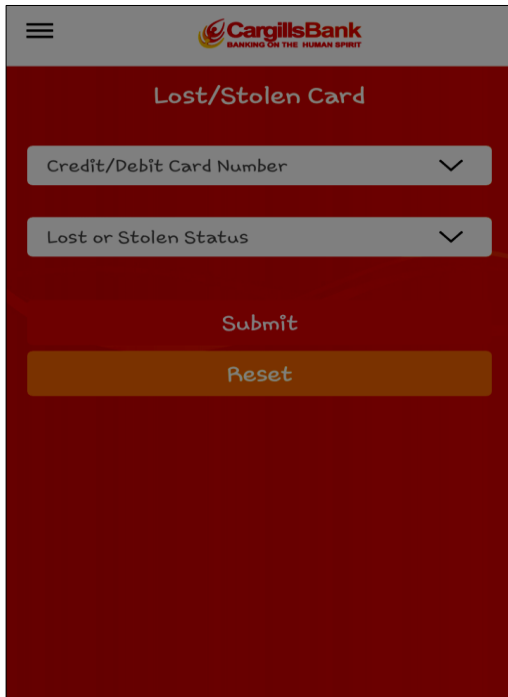 CargillsBank
BANKING ON THE HUMAN SPIRIT
Lost/Stolen Card
Credit/Debit Card Number
Lost or Stolen Status
Submit
Reset